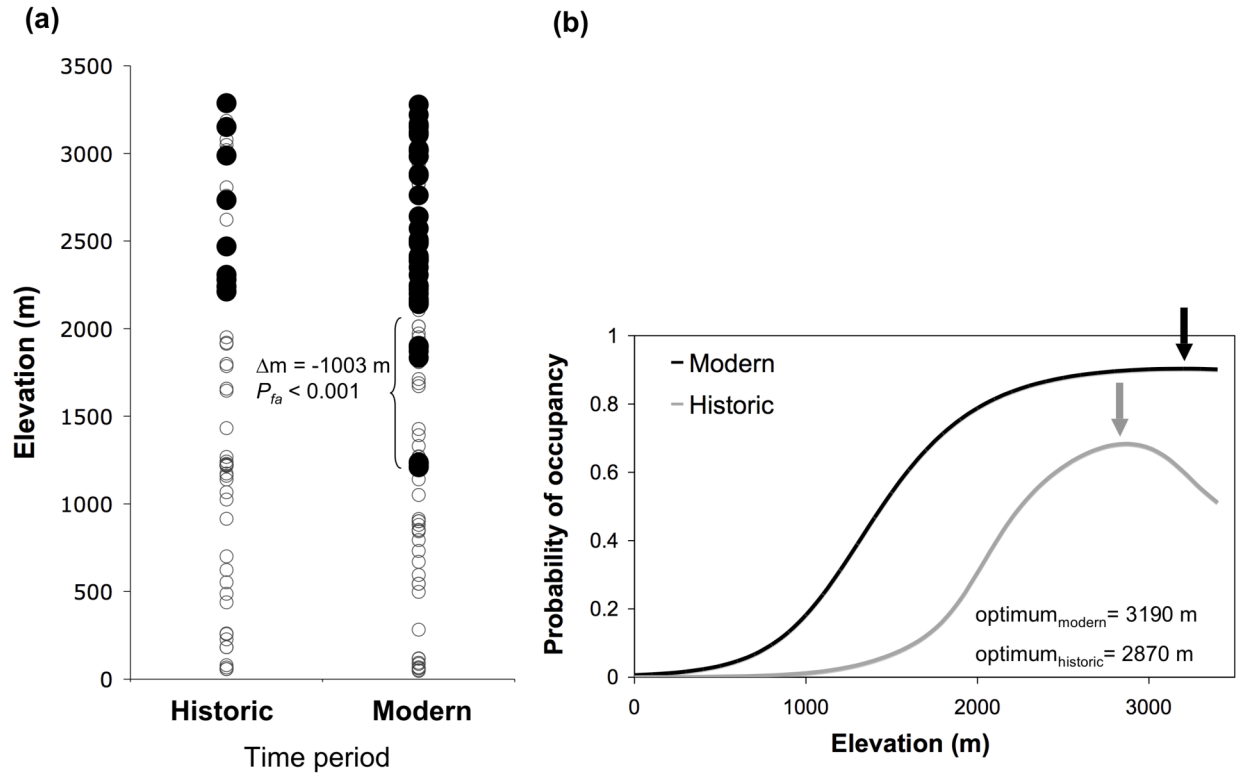 (a)
3500
3000
2500
2000
1500
1000
500
0
Elevation (m)
Δm = -1003 m
Pfa < 0.001
Historic Modern
Time period
(b)
1
0.8
0.6
0.4
0.2
0
Probability of occupancy
Modern
Historic
optimummodern= 3190 m
optimumhistoric= 2870 m
0 1000 2000 3000
Elevation (m)